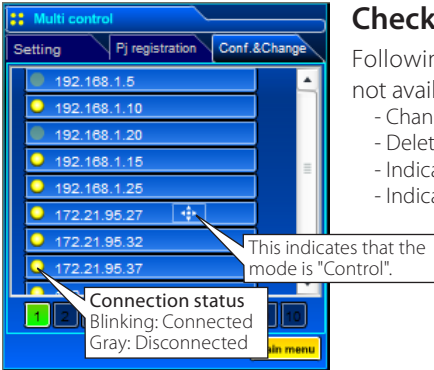 Multi control
Check
Setting
Pj registration
Conf.&Change
Followin
not avail
- Chan
- Delet
- Indica
- Indica
192.168.1.5
192.168.1.10
192.168.1.20
192.168.1.15
192.168.1.25
172.21.95.27
172.21.95.32
172.21.95.37
This indicates that the
mode is "Control".
Connection status
Blinking: Connected
Gray: Disconnected
1
2
10
ain menu